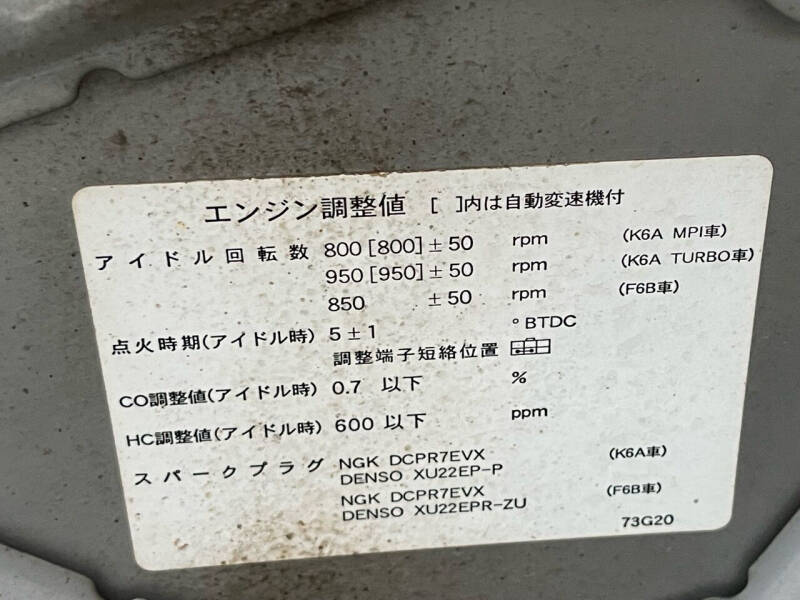 エンジン調整値 [ ]内は自動変速機付
アイドル回転数 800 [800] ± 50 rpm (K6A MPI車)
950 [950] ± 50 rpm (K6A TURBO車)
850 ± 50 rpm (F6B車)
点火時期(アイドル時) 5 ± 1 °BTDC
調整端子短絡位置
CO調整値(アイドル時) 0.7 以下 %
HC調整値(アイドル時) 600 以下 ppm
スパークプラグ NGK DCPR7EVX (K6A車)
DENSO XU22EP-P
NGK DCPR7EVX (F6B車)
DENSO XU22EPR-ZU
73G20